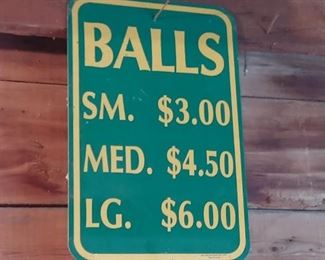 BALLS
SM. $3.00
MED. $4.50
LG. $6.00